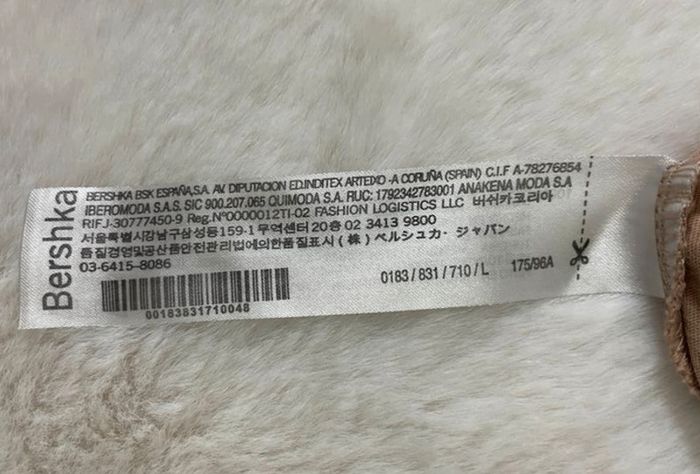 Bershka
BERSHKA BSK ESPAÑA,S.A. AV. DIPUTACION ED.INDITEX ARTEIXO -A CORUÑA (SPAIN) C.I.F A-78276854
IBEROMODA S.A.S. SIC 900.207.065 QUIMODA S.A. RUC: 1792342783001 ANAKENA MODA S.A
RIFJ-30777450-9 Reg.Nº0000012TI-02 FASHION LOGISTICS LLC 버쉬카코리아
서울특별시강남구삼성동159-1 무역센터20층 02 3413 9800
품질경영및공산품안전관리법에의한품질표시 (株) ベルシュカ・ジャパン
03-6415-8086
0183 / 831 / 710 / L 175/96A
00183831710048